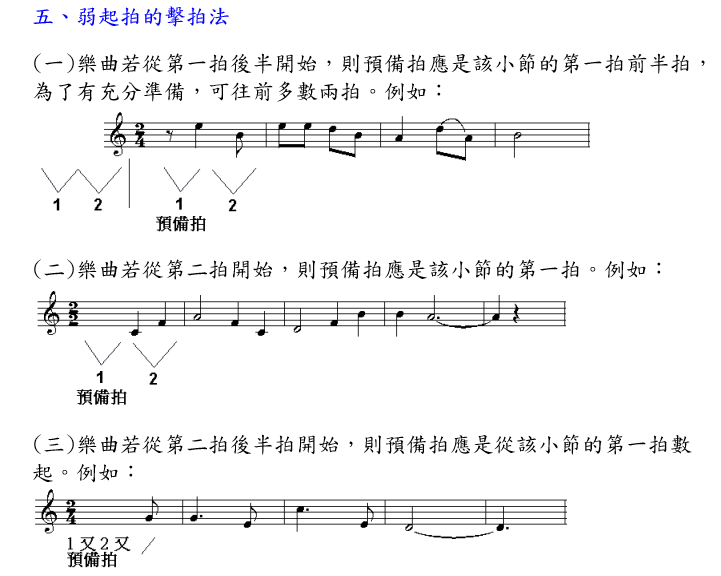 五、弱起拍的擊拍法
(一)樂曲若從第一拍後半開始，則預備拍應是該小節的第一拍前半拍，
為了有充分準備，可往前多數兩拍。例如：
2
4
1 2 1 2
預備拍
(二)樂曲若從第二拍開始，則預備拍應是該小節的第一拍。例如：
2
2
1 2
預備拍
(三)樂曲若從第二拍後半拍開始，則預備拍應是從該小節的第一拍數
起。例如：
2
4
1又2又
預備拍